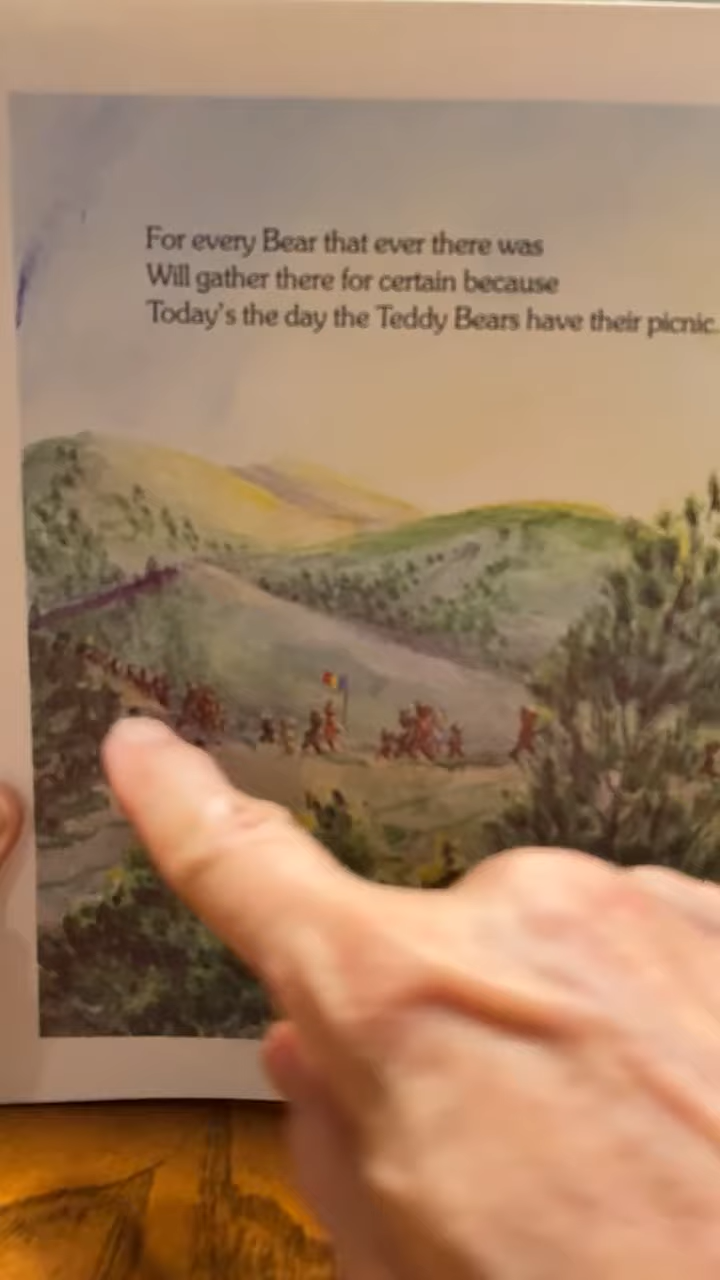 For every Bear that ever there was
Will gather there for certain because
Today's the day the Teddy Bears have their picnic.